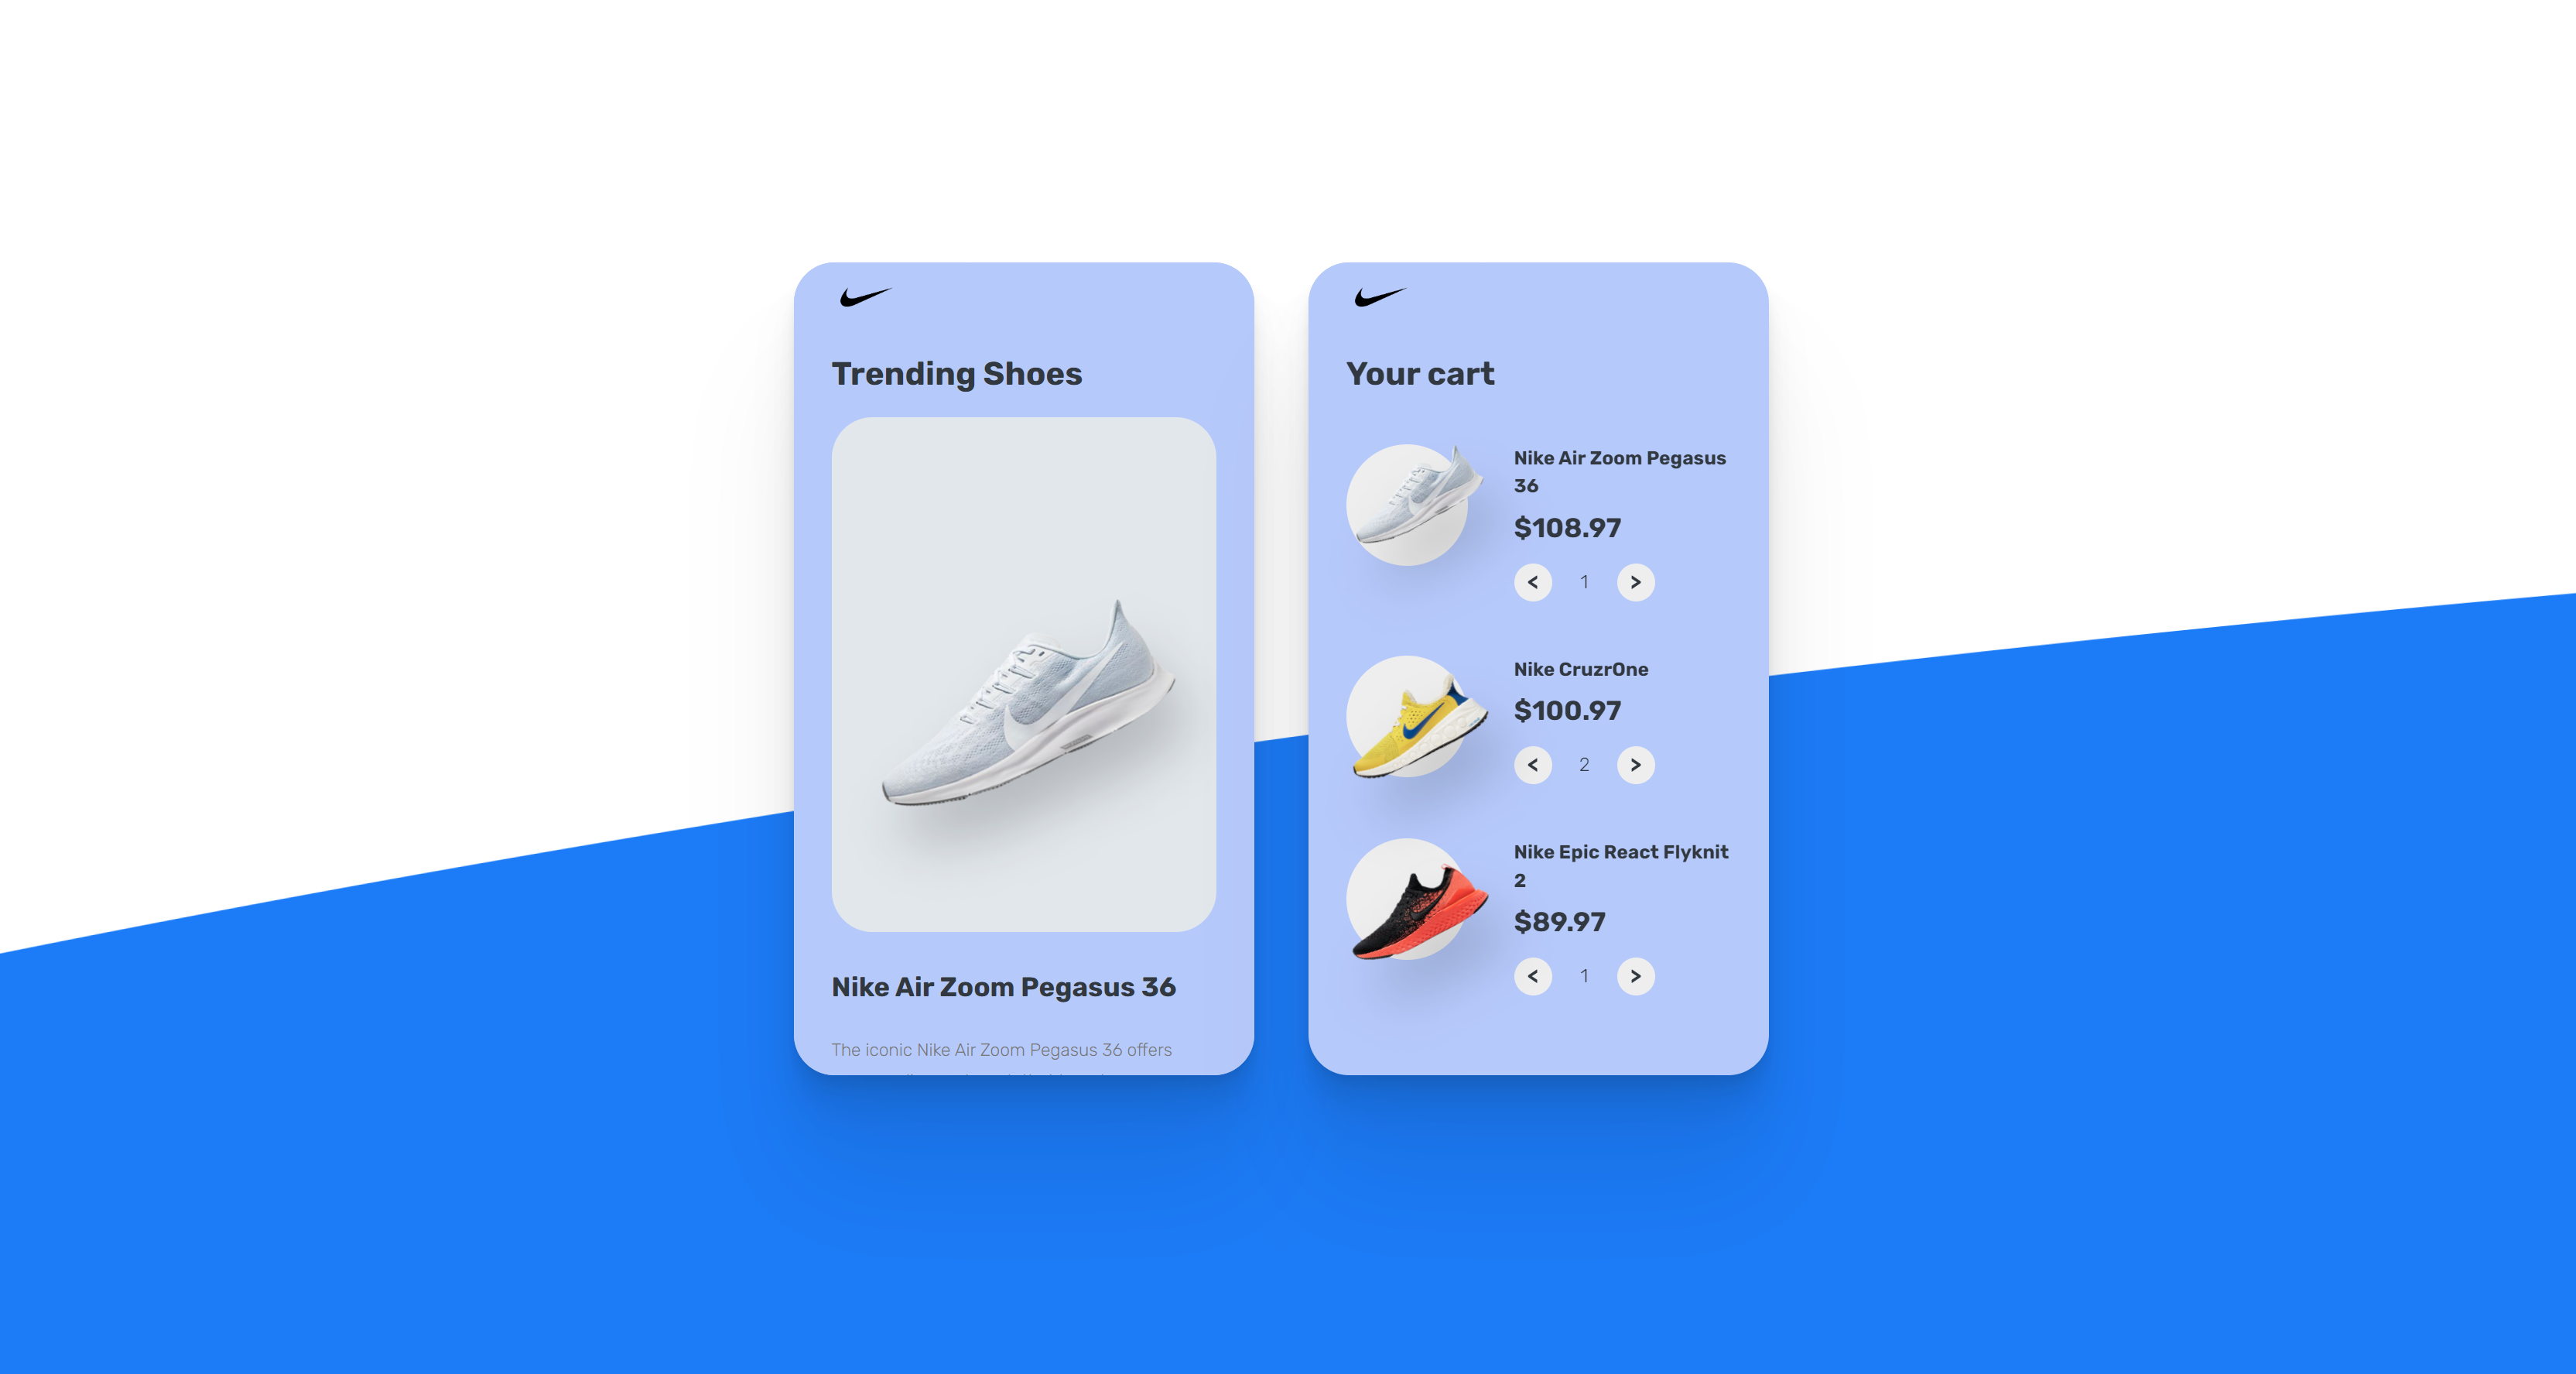 Trending Shoes
Nike Air Zoom Pegasus 36
The iconic Nike Air Zoom Pegasus 36 offers
Your cart
Nike Air Zoom Pegasus
36
$108.97
< 1 >
Nike CruzrOne
$100.97
< 2 >
Nike Epic React Flyknit
2
$89.97
< 1 >